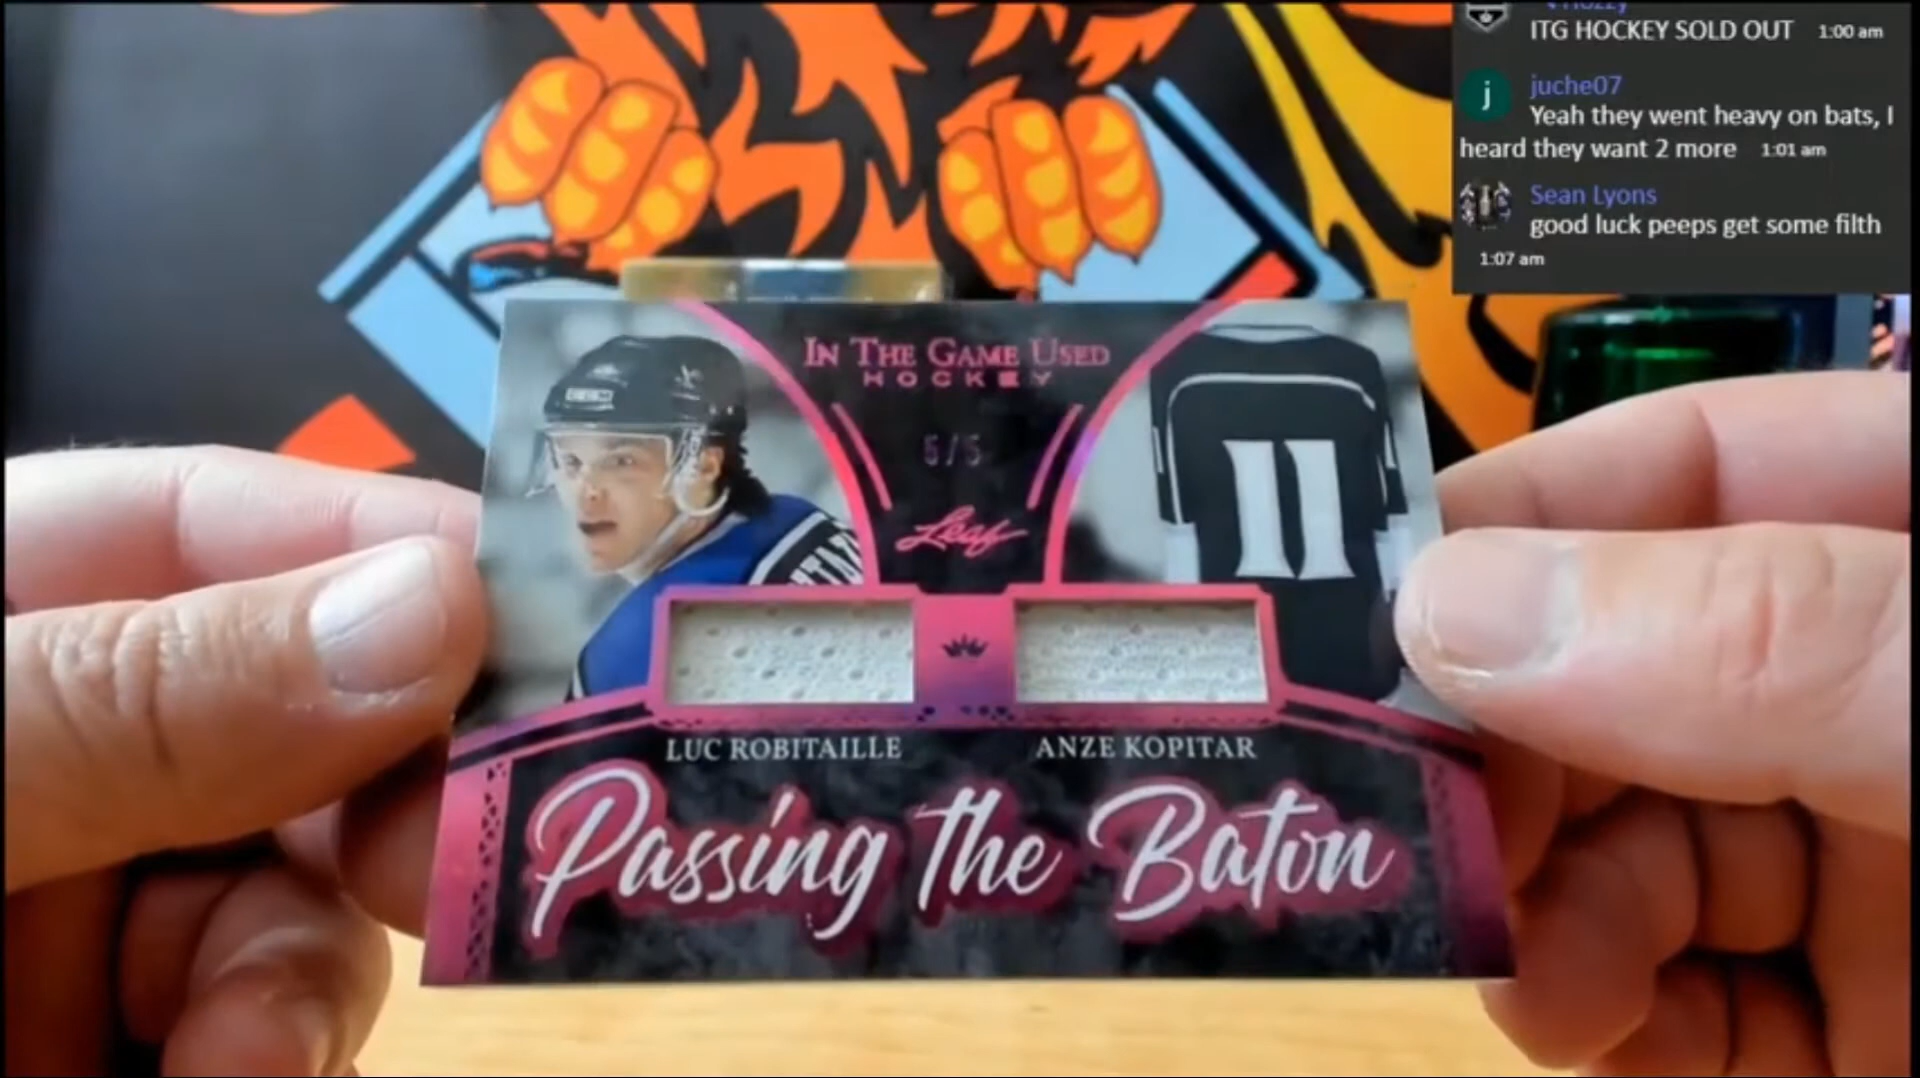 ITG HOCKEY SOLD OUT 1:00 am
j juche07
Yeah they went heavy on bats, I
heard they want 2 more 1:01 am
Sean Lyons
good luck peeps get some filth
1:07 am
IN THE GAME USED
HOCKEY
5/5
Leaf
11
LUC ROBITAILLE
ANZE KOPITAR
Passing the Baton